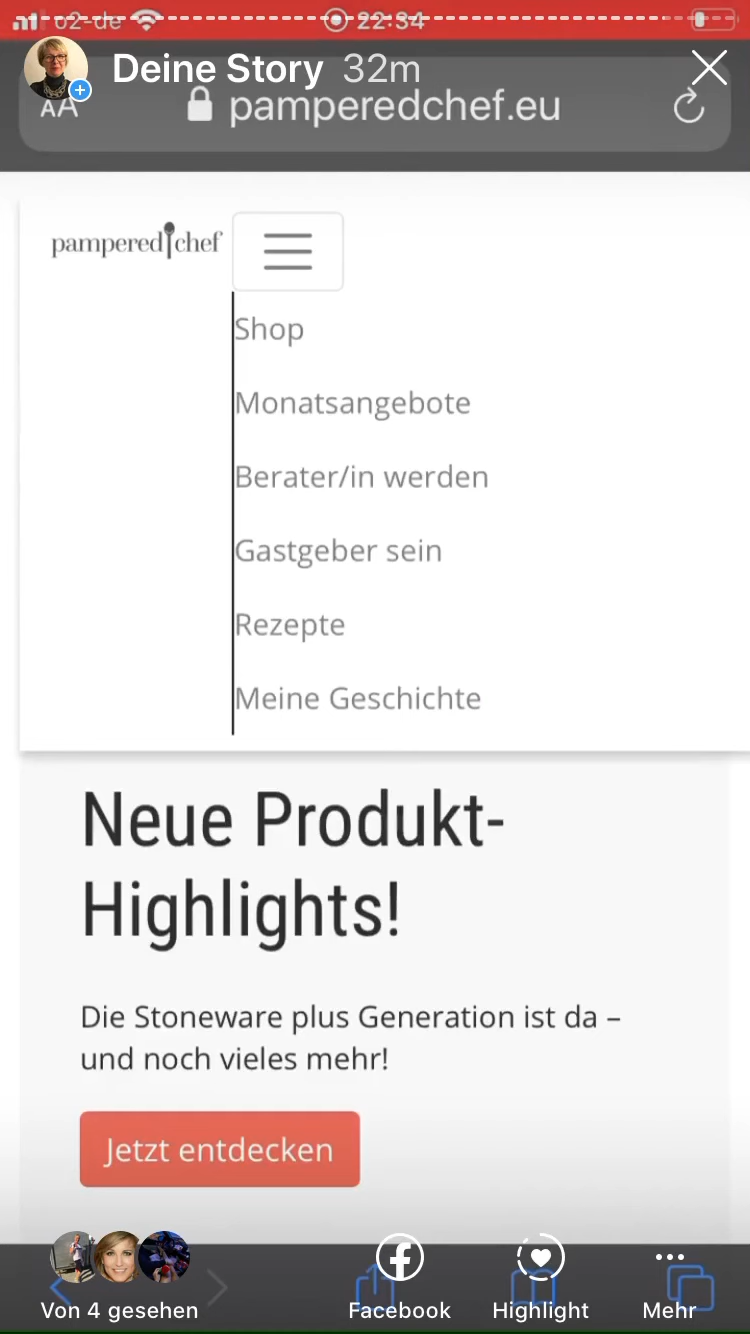 o2-de 22:34
Deine Story 32m
AA pamperedchef.eu
pampered chef
Shop
Monatsangebote
Berater/in werden
Gastgeber sein
Rezepte
Meine Geschichte
Neue Produkt-
Highlights!
Die Stoneware plus Generation ist da –
und noch vieles mehr!
Jetzt entdecken
Von 4 gesehen Facebook Highlight Mehr